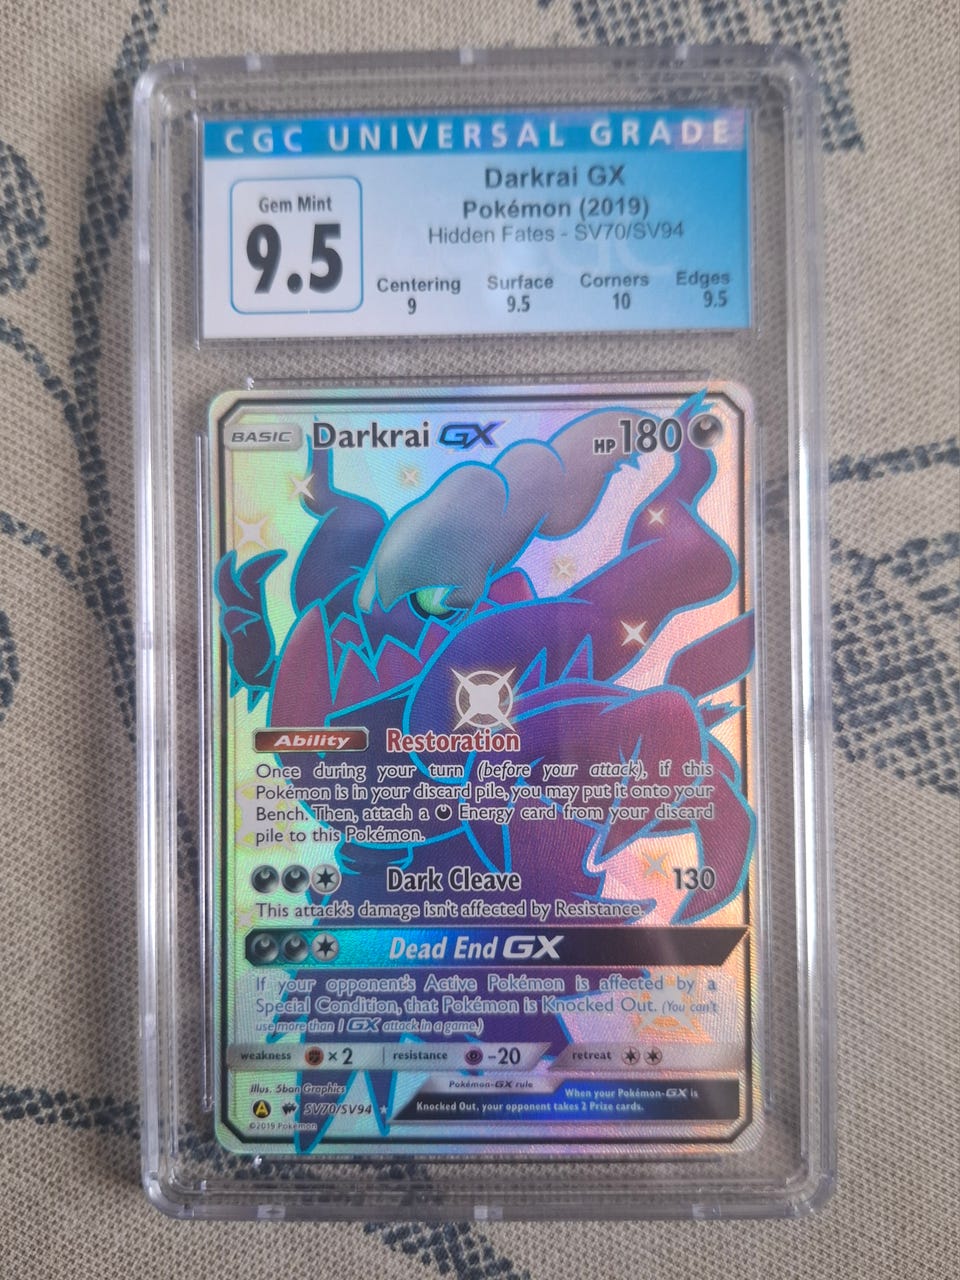 CGC UNIVERSAL GRADE
Gem Mint
9.5
Darkrai GX
Pokémon (2019)
Hidden Fates - SV70/SV94
Centering Surface Corners Edges
9 9.5 10 9.5
BASIC Darkrai GX HP 180
Ability Restoration
Once during your turn (before your attack), if this
Pokémon is in your discard pile, you may put it onto your
Bench. Then, attach a Energy card from your discard
pile to this Pokémon.
Dark Cleave 130
This attack's damage isn't affected by Resistance.
Dead End GX
If your opponent's Active Pokémon is affected by a
Special Condition, that Pokémon is Knocked Out. (You can't
use more than 1 GX attack in a game.)
weakness ×2 resistance -20 retreat
Illus. 5ban Graphics
A SV70/SV94 ★
©2019 Pokémon
Pokémon-GX rule
When your Pokémon-GX is
Knocked Out, your opponent takes 2 Prize cards.